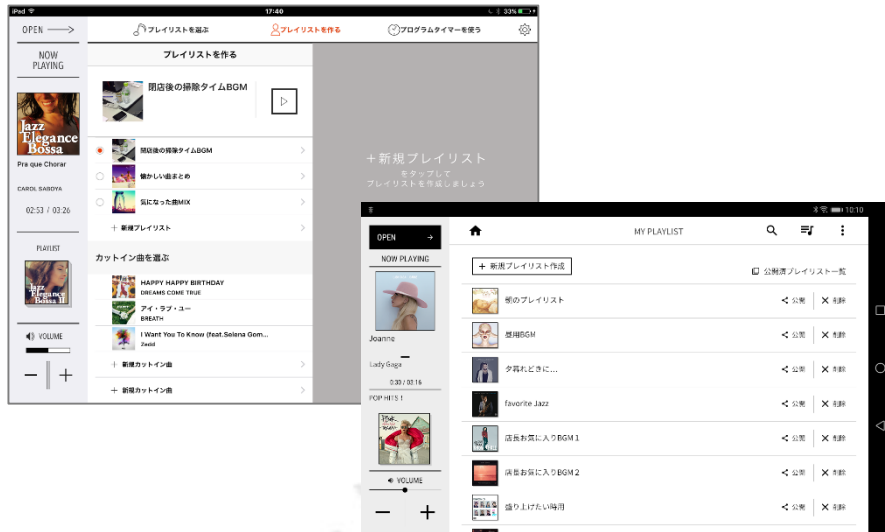 iPad
17:40
33%
OPEN
プレイリストを選ぶ
プレイリストを作る
プログラムタイマーを使う
NOW
PLAYING
Jazz
Elegance
Bossa
Pra que Chorar
CAROL SABOYA
02:53 / 03:26
PLAYLIST
Jazz
Elegance
Bossa II
VOLUME
プレイリストを作る
閉店後の掃除タイムBGM
閉店後の掃除タイムBGM
懐かしい曲まとめ
気になった曲MIX
＋ 新規プレイリスト
カットイン曲を選ぶ
HAPPY HAPPY BIRTHDAY
DREAMS COME TRUE
アイ・ラブ・ユー
BREATH
I Want You To Know (feat.Selena Gom...
Zedd
＋ 新規カットイン曲
＋ 新規カットイン曲
＋新規プレイリスト
をタップして
プレイリストを作成しましょう
10:10
OPEN →
MY PLAYLIST
NOW PLAYING
Joanne
Lady Gaga
0:30 / 03:16
POP HITS !
P!NK
VOLUME
＋ 新規プレイリスト作成
公開済プレイリスト一覧
朝のプレイリスト
公開
削除
昼用BGM
公開
削除
夕暮れどきに...
公開
削除
favorite Jazz
公開
削除
店長お気に入りBGM１
公開
削除
店長お気に入りBGM２
公開
削除
盛り上げたい時用
公開
削除